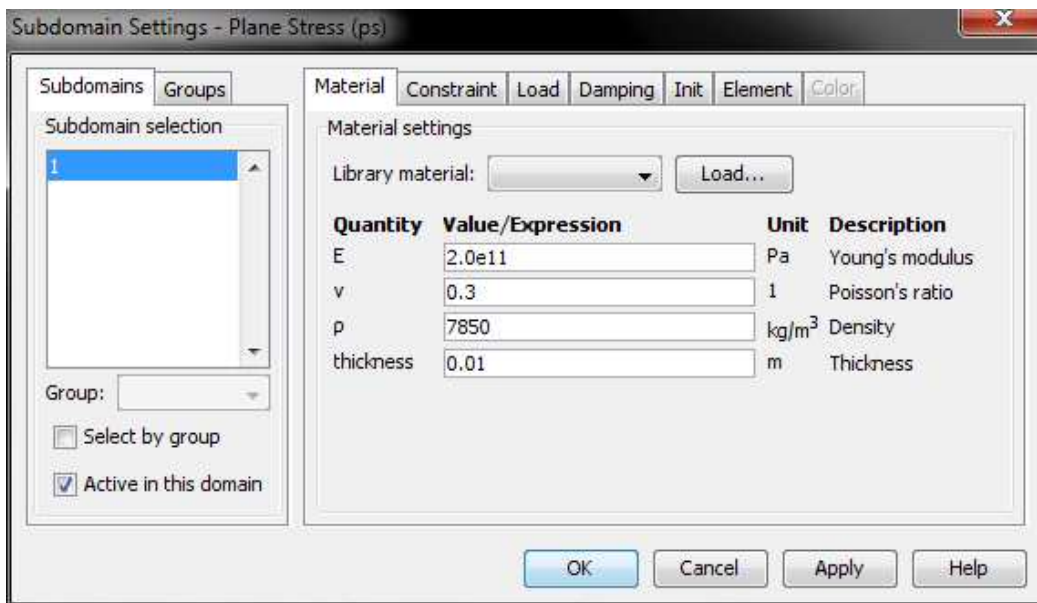 Subdomain Settings - Plane Stress (ps)
Subdomains Groups
Subdomain selection
1
Group:
Select by group
Active in this domain
Material Constraint Load Damping Init Element Color
Material settings
Library material: Load...
Quantity Value/Expression Unit Description
E 2.0e11 Pa Young's modulus
ν 0.3 1 Poisson's ratio
ρ 7850 kg/m³ Density
thickness 0.01 m Thickness
OK Cancel Apply Help